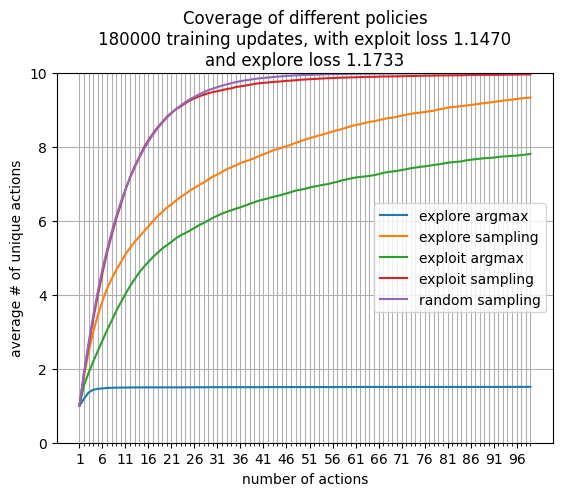 Coverage of different policies
180000 training updates, with exploit loss 1.1470
and explore loss 1.1733
average # of unique actions
10
8
6
4
2
0
explore argmax
explore sampling
exploit argmax
exploit sampling
random sampling
1 6 11 16 21 26 31 36 41 46 51 56 61 66 71 76 81 86 91 96
number of actions